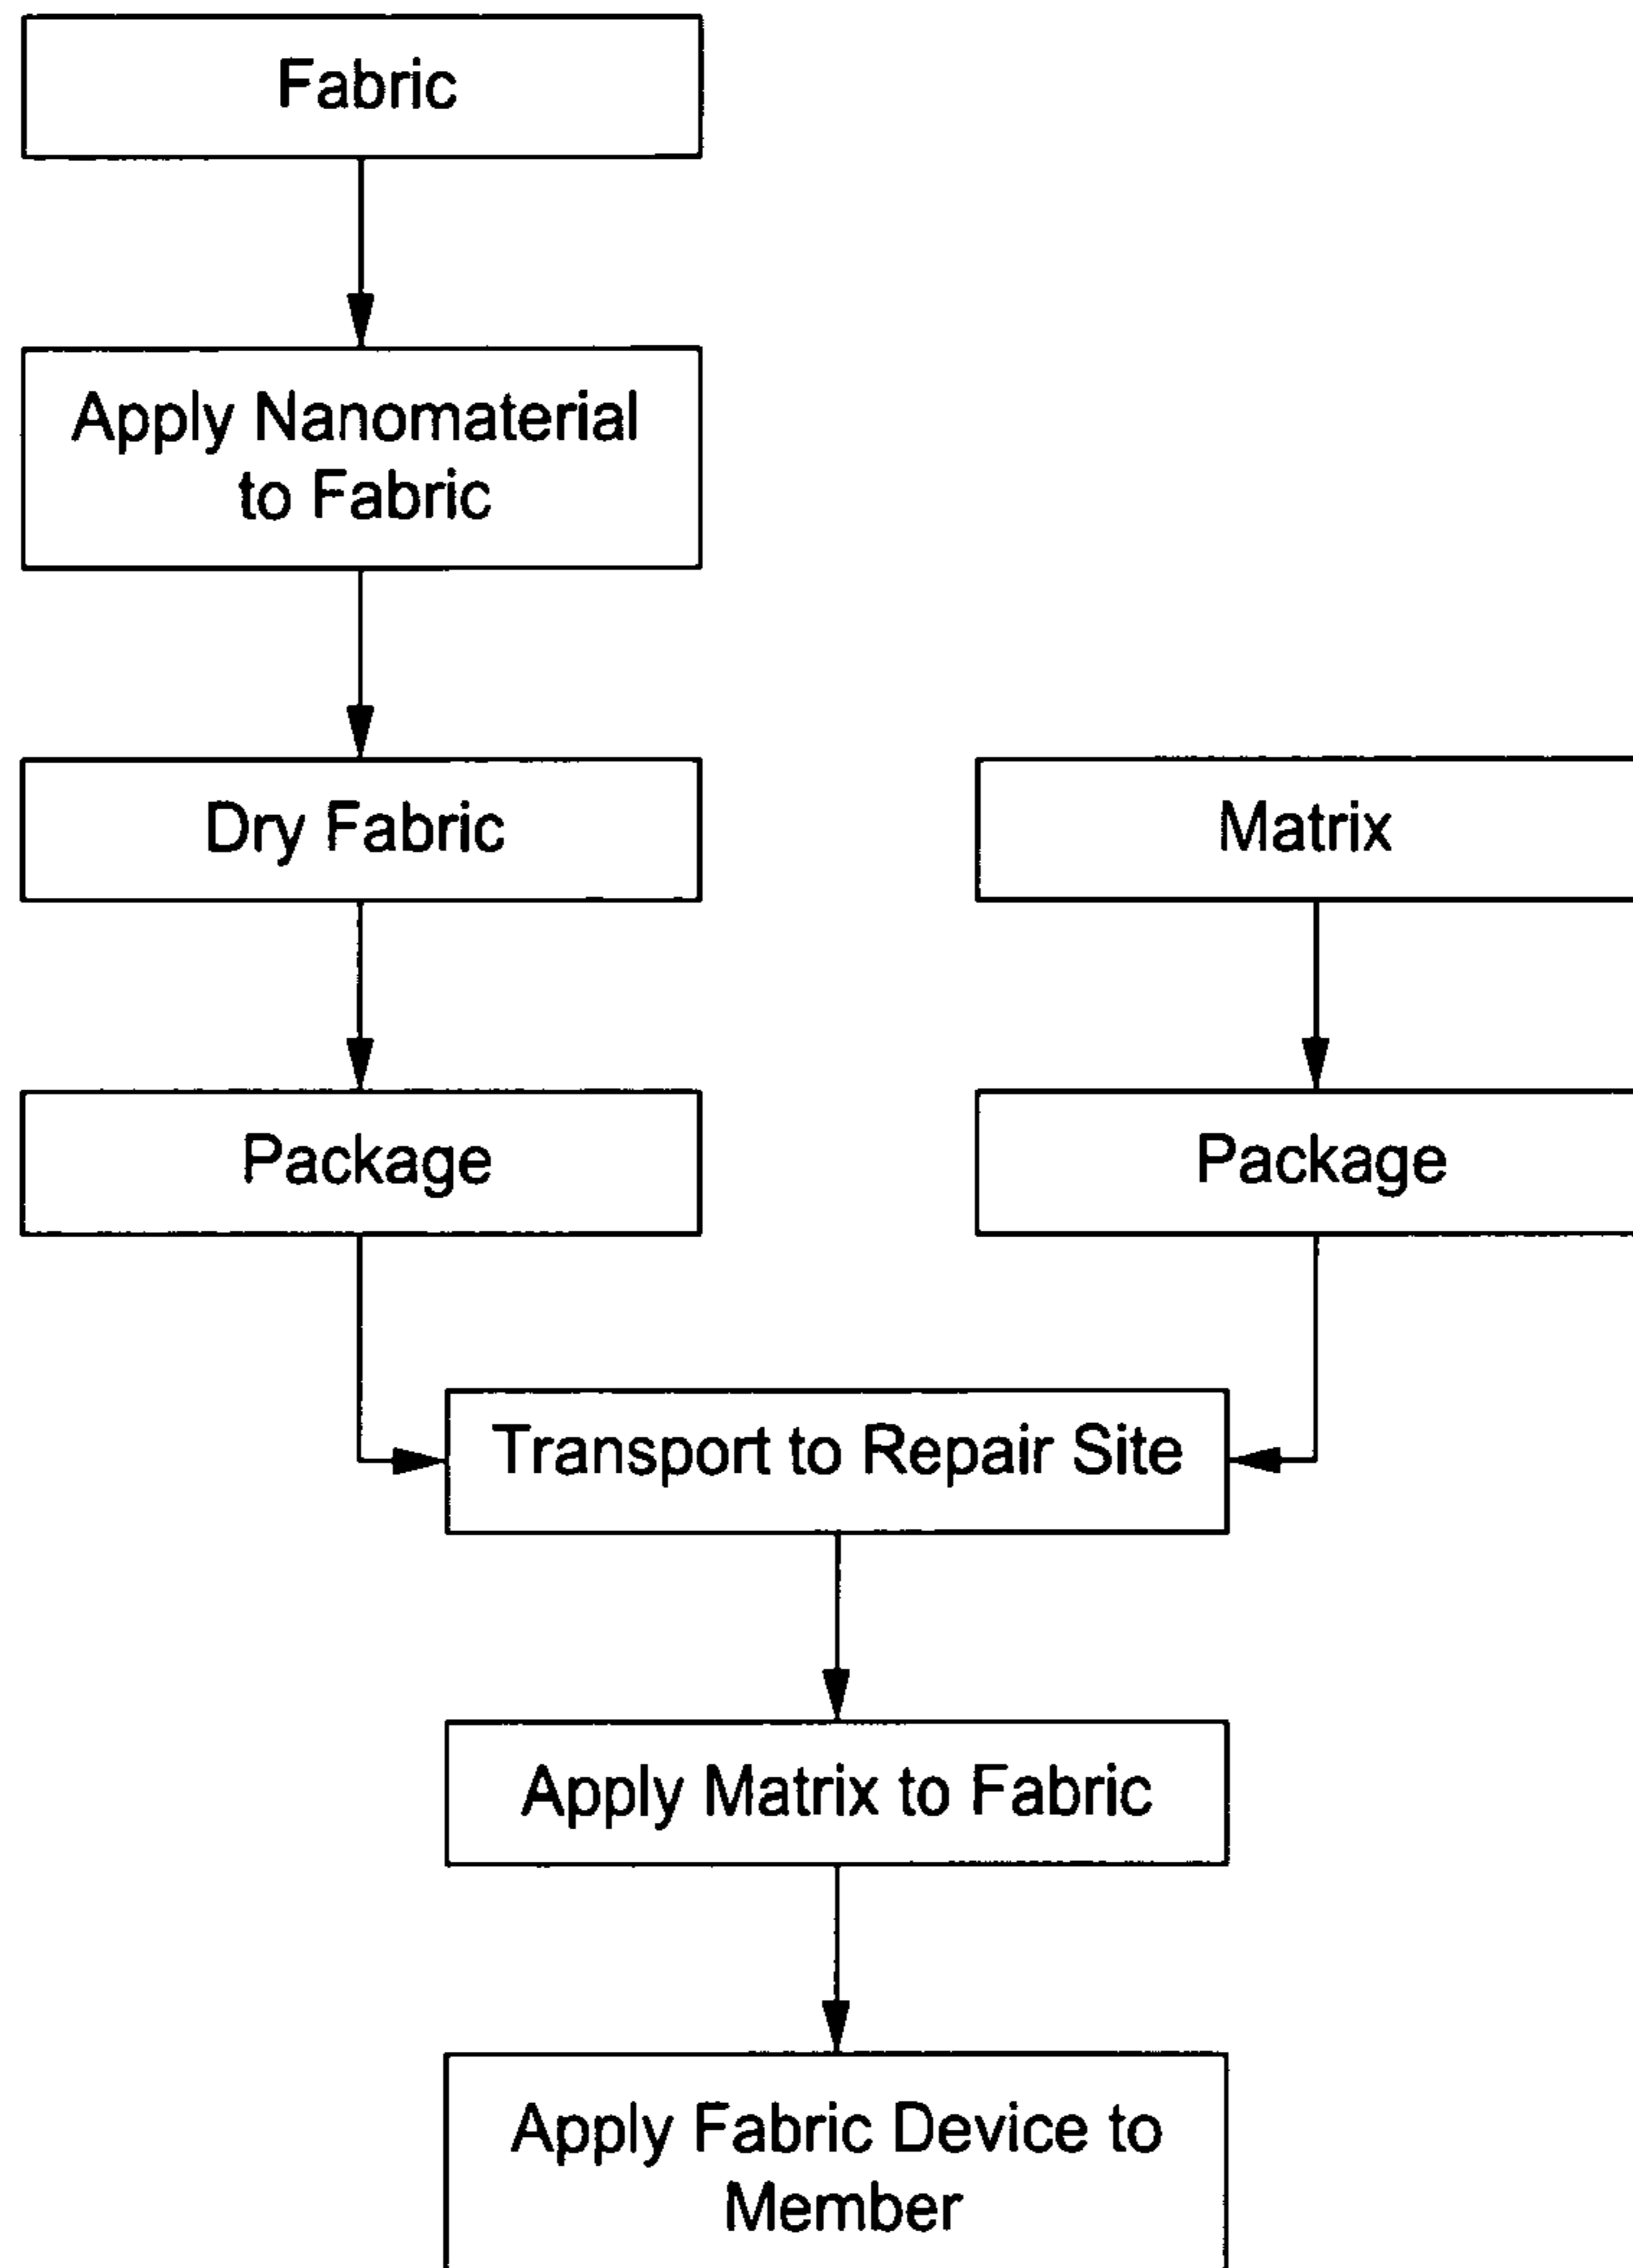 Fabric
Apply Nanomaterial
to Fabric
Dry Fabric
Matrix
Package
Package
Transport to Repair Site
Apply Matrix to Fabric
Apply Fabric Device to
Member